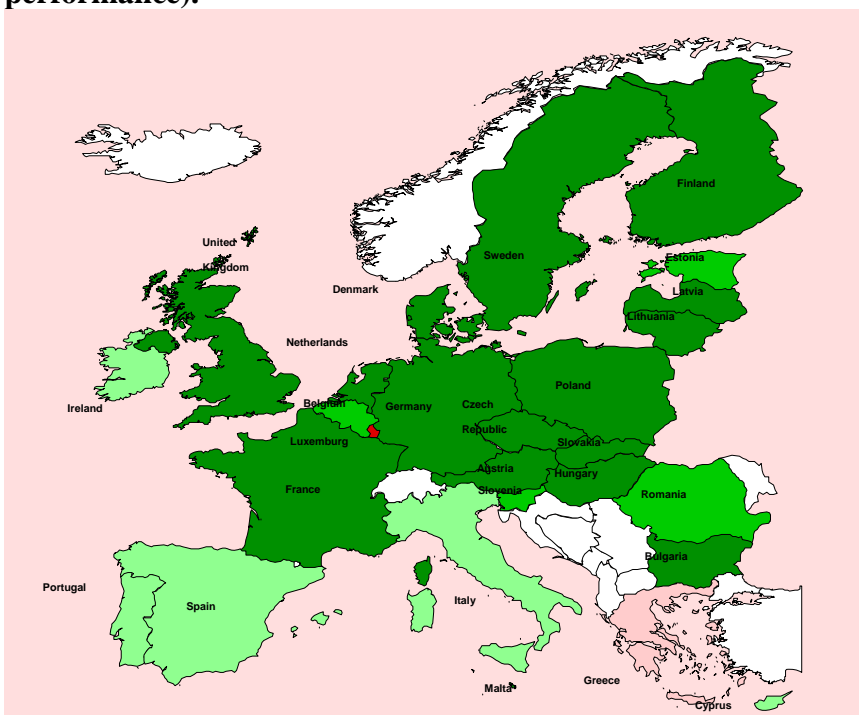 performance).
Finland
United
Kingdom
Sweden
Estonia
Denmark
Latvia
Lithuania
Netherlands
Poland
Belgium
Germany
Czech
Ireland
Republic
Luxemburg
Slovakia
Austria
Hungary
France
Slovenia
Romania
Bulgaria
Portugal
Spain
Italy
Greece
Malta
Cyprus